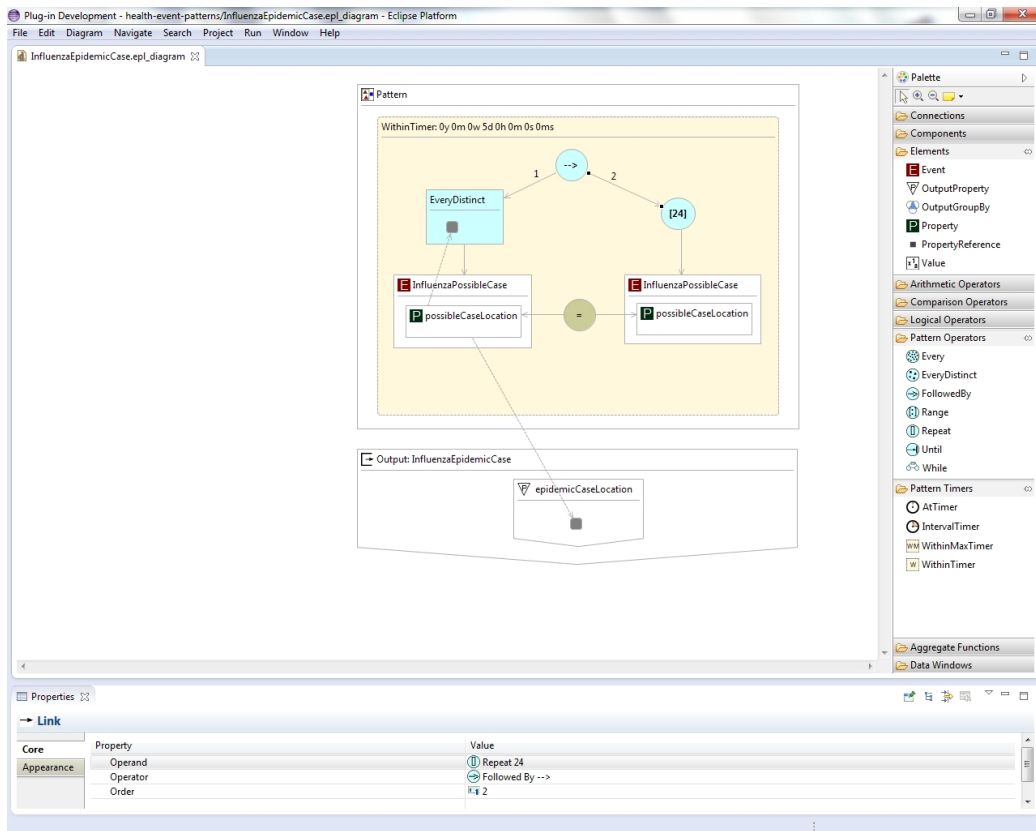 Plug-in Development - health-event-patterns/InfluenzaEpidemicCase.epl_diagram - Eclipse Platform
File Edit Diagram Navigate Search Project Run Window Help
InfluenzaEpidemicCase.epl_diagram
Pattern
WithinTimer: 0y 0m 0w 5d 0h 0m 0s 0ms
-->
1 2
EveryDistinct
[24]
E InfluenzaPossibleCase
P possibleCaseLocation
=
E InfluenzaPossibleCase
P possibleCaseLocation
Output: InfluenzaEpidemicCase
P epidemicCaseLocation
Palette
Connections
Components
Elements
E Event
P OutputProperty
OutputGroupBy
P Property
PropertyReference
Value
Arithmetic Operators
Comparison Operators
Logical Operators
Pattern Operators
Every
EveryDistinct
FollowedBy
Range
Repeat
Until
While
Pattern Timers
AtTimer
IntervalTimer
WM WithinMaxTimer
W WithinTimer
Aggregate Functions
Data Windows
Properties
Link
Core
Appearance
Property Value
Operand Repeat 24
Operator Followed By -->
Order 2